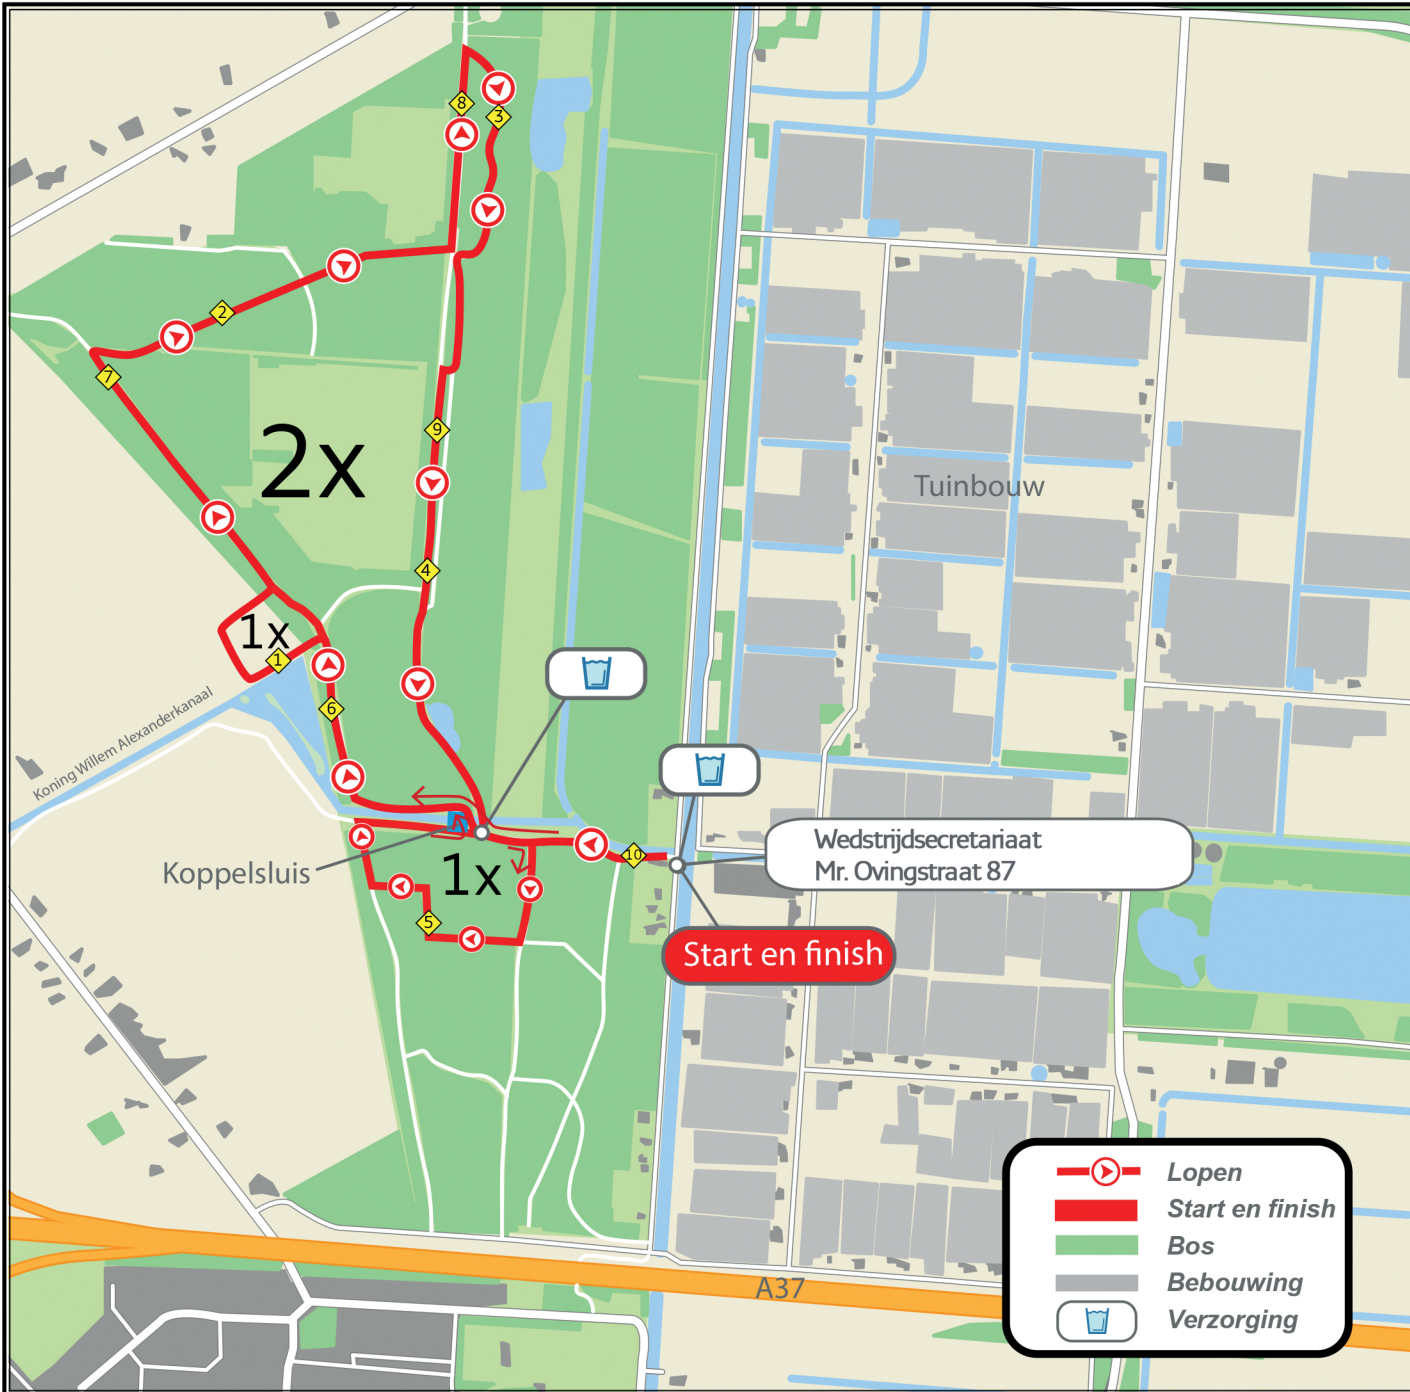 8
3
2
7
2x
9
Tuinbouw
4
1x
1
6
Koning Willem Alexanderkanaal
Koppelsluis
1x
10
5
Wedstrijdsecretariaat
Mr. Ovingstraat 87
Start en finish
A37
Lopen
Start en finish
Bos
Bebouwing
Verzorging